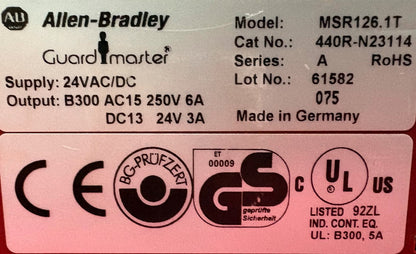 AB Allen-Bradley Model: MSR126.1T
Guardmaster Cat No.: 440R-N23114
Series: A RoHS
Supply: 24VAC/DC Lot No.: 61582
Output: B300 AC15 250V 6A 075
DC13 24V 3A Made in Germany
CE
BG-PRÜFZERT
ET
00009
GS
geprüfte
Sicherheit
C UL US
LISTED 92ZL
IND. CONT. EQ.
UL: B300, 5A